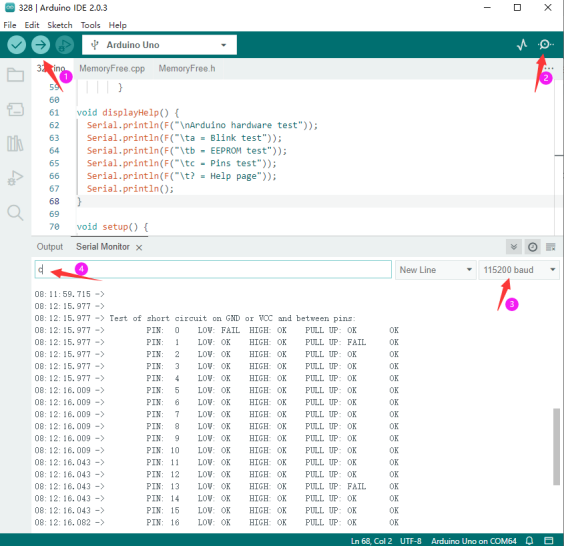 328 | Arduino IDE 2.0.3
File Edit Sketch Tools Help
Arduino Uno
1
2
MemoryFree.cpp MemoryFree.h
59 }
60
61 void displayHelp() {
62 Serial.println(F("\nArduino hardware test"));
63 Serial.println(F("\ta = Blink test"));
64 Serial.println(F("\tb = EEPROM test"));
65 Serial.println(F("\tc = Pins test"));
66 Serial.println(F("\t? = Help page"));
67 Serial.println();
68 }
69
70 void setup() {
Output Serial Monitor
c
4
New Line
115200 baud
3
08:11:59.715 ->
08:12:15.977 ->
08:12:15.977 -> Test of short circuit on GND or VCC and between pins:
08:12:15.977 -> PIN: 0 LOW: FAIL HIGH: OK PULL UP: OK OK
08:12:15.977 -> PIN: 1 LOW: OK HIGH: OK PULL UP: FAIL OK
08:12:15.977 -> PIN: 2 LOW: OK HIGH: OK PULL UP: OK OK
08:12:15.977 -> PIN: 3 LOW: OK HIGH: OK PULL UP: OK OK
08:12:15.977 -> PIN: 4 LOW: OK HIGH: OK PULL UP: OK OK
08:12:16.009 -> PIN: 5 LOW: OK HIGH: OK PULL UP: OK OK
08:12:16.009 -> PIN: 6 LOW: OK HIGH: OK PULL UP: OK OK
08:12:16.009 -> PIN: 7 LOW: OK HIGH: OK PULL UP: OK OK
08:12:16.009 -> PIN: 8 LOW: OK HIGH: OK PULL UP: OK OK
08:12:16.009 -> PIN: 9 LOW: OK HIGH: OK PULL UP: OK OK
08:12:16.009 -> PIN: 10 LOW: OK HIGH: OK PULL UP: OK OK
08:12:16.043 -> PIN: 11 LOW: OK HIGH: OK PULL UP: OK OK
08:12:16.043 -> PIN: 12 LOW: OK HIGH: OK PULL UP: OK OK
08:12:16.043 -> PIN: 13 LOW: OK HIGH: OK PULL UP: FAIL OK
08:12:16.043 -> PIN: 14 LOW: OK HIGH: OK PULL UP: OK OK
08:12:16.043 -> PIN: 15 LOW: OK HIGH: OK PULL UP: OK OK
08:12:16.082 -> PIN: 16 LOW: OK HIGH: OK PULL UP: OK OK
Ln 68, Col 2 UTF-8 Arduino Uno on COM64